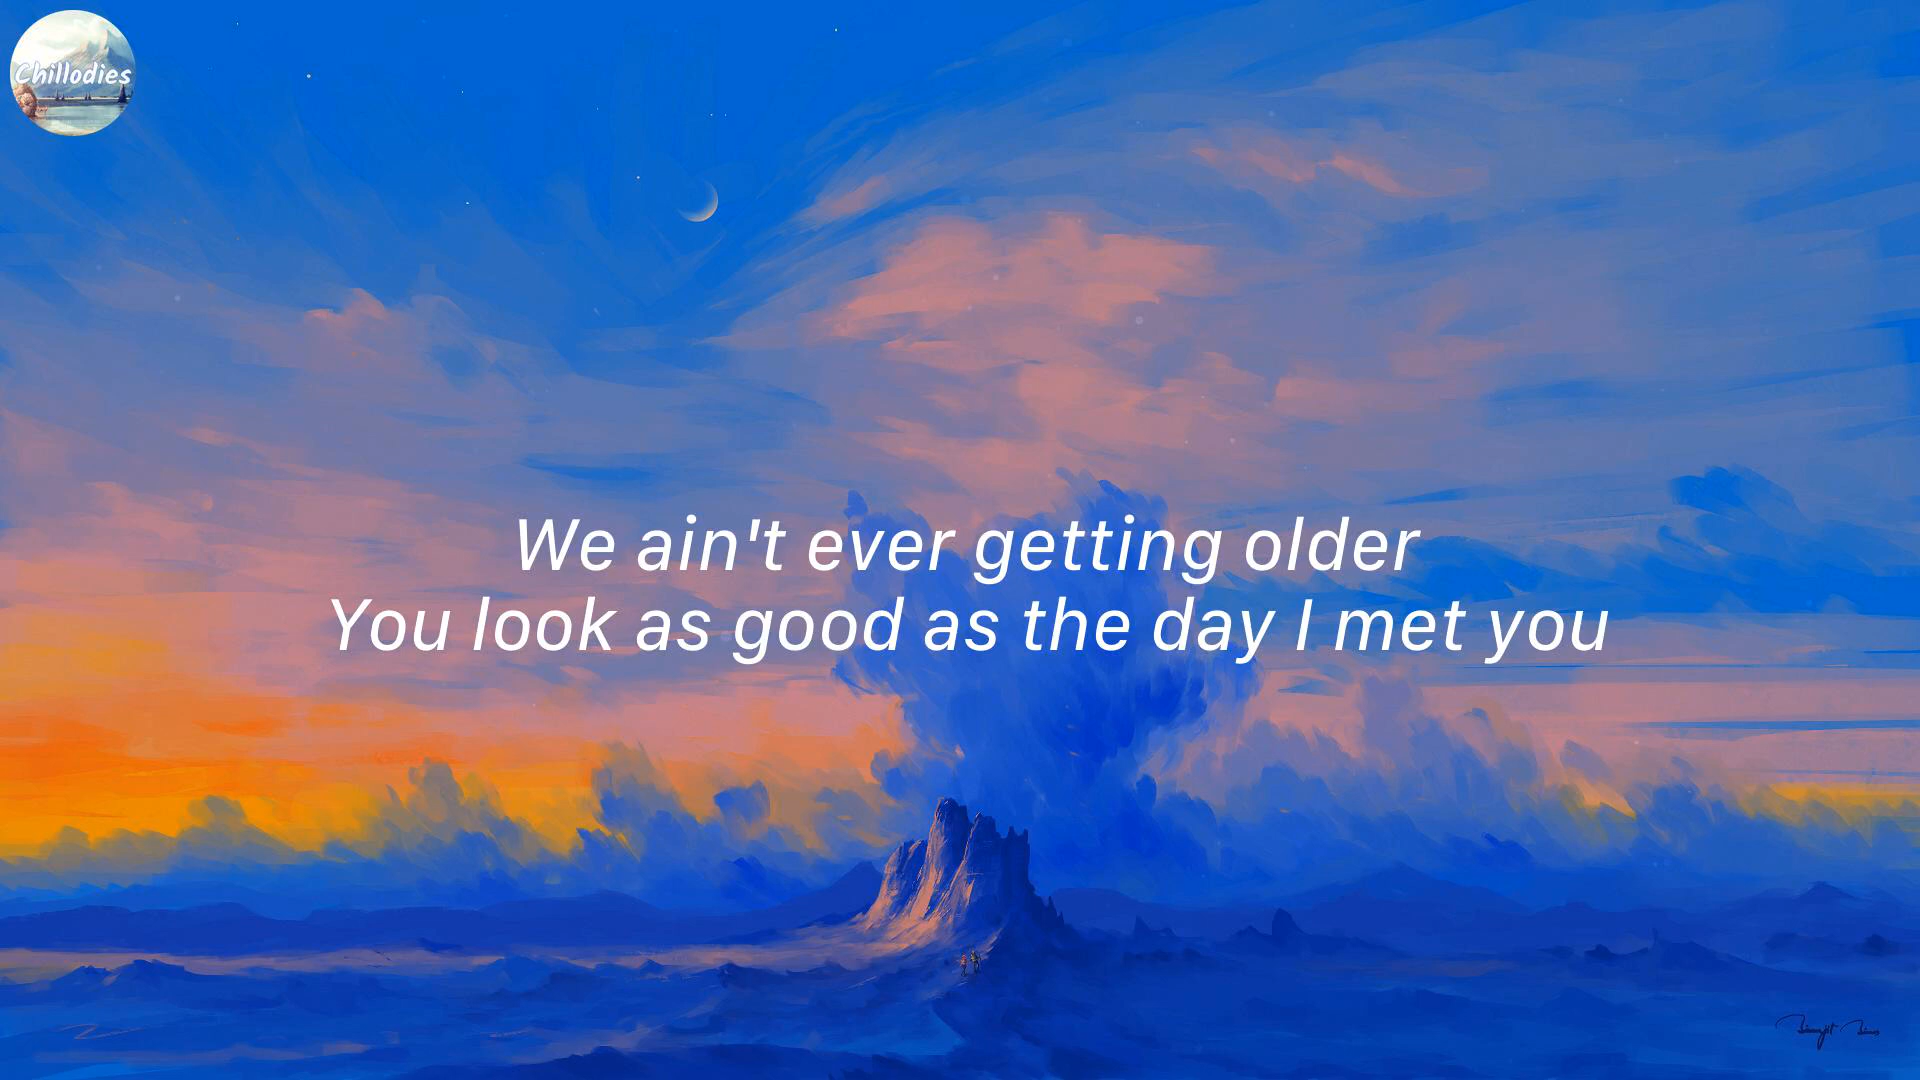 Chillodies
We ain't ever getting older
You look as good as the day I met you